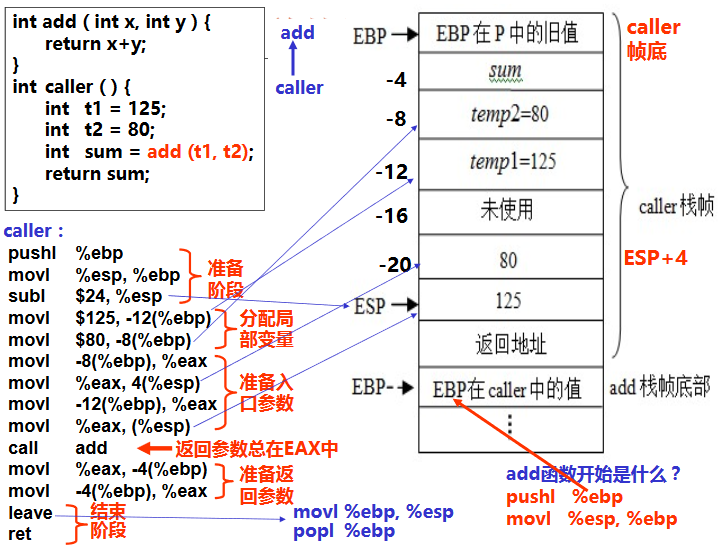 int add ( int x, int y ) {
return x+y;
}
int caller ( ) {
int t1 = 125;
int t2 = 80;
int sum = add (t1, t2);
return sum;
}
add
caller
caller :
pushl %ebp
movl %esp, %ebp
subl $24, %esp
movl $125, -12(%ebp)
movl $80, -8(%ebp)
movl -8(%ebp), %eax
movl %eax, 4(%esp)
movl -12(%ebp), %eax
movl %eax, (%esp)
call add
movl %eax, -4(%ebp)
movl -4(%ebp), %eax
leave
ret
准备
阶段
分配局
部变量
准备入
口参数
返回参数总在EAX中
准备返
回参数
结束
阶段
movl %ebp, %esp
popl %ebp
EBP
EBP 在 P 中的旧值
caller
帧底
-4
sum
-8
temp2=80
-12
temp1=125
-16
未使用
caller 栈帧
-20
80
ESP+4
ESP
125
返回地址
EBP-
EBP在caller中的值
add 栈帧底部
⋮
add函数开始是什么？
pushl %ebp
movl %esp, %ebp